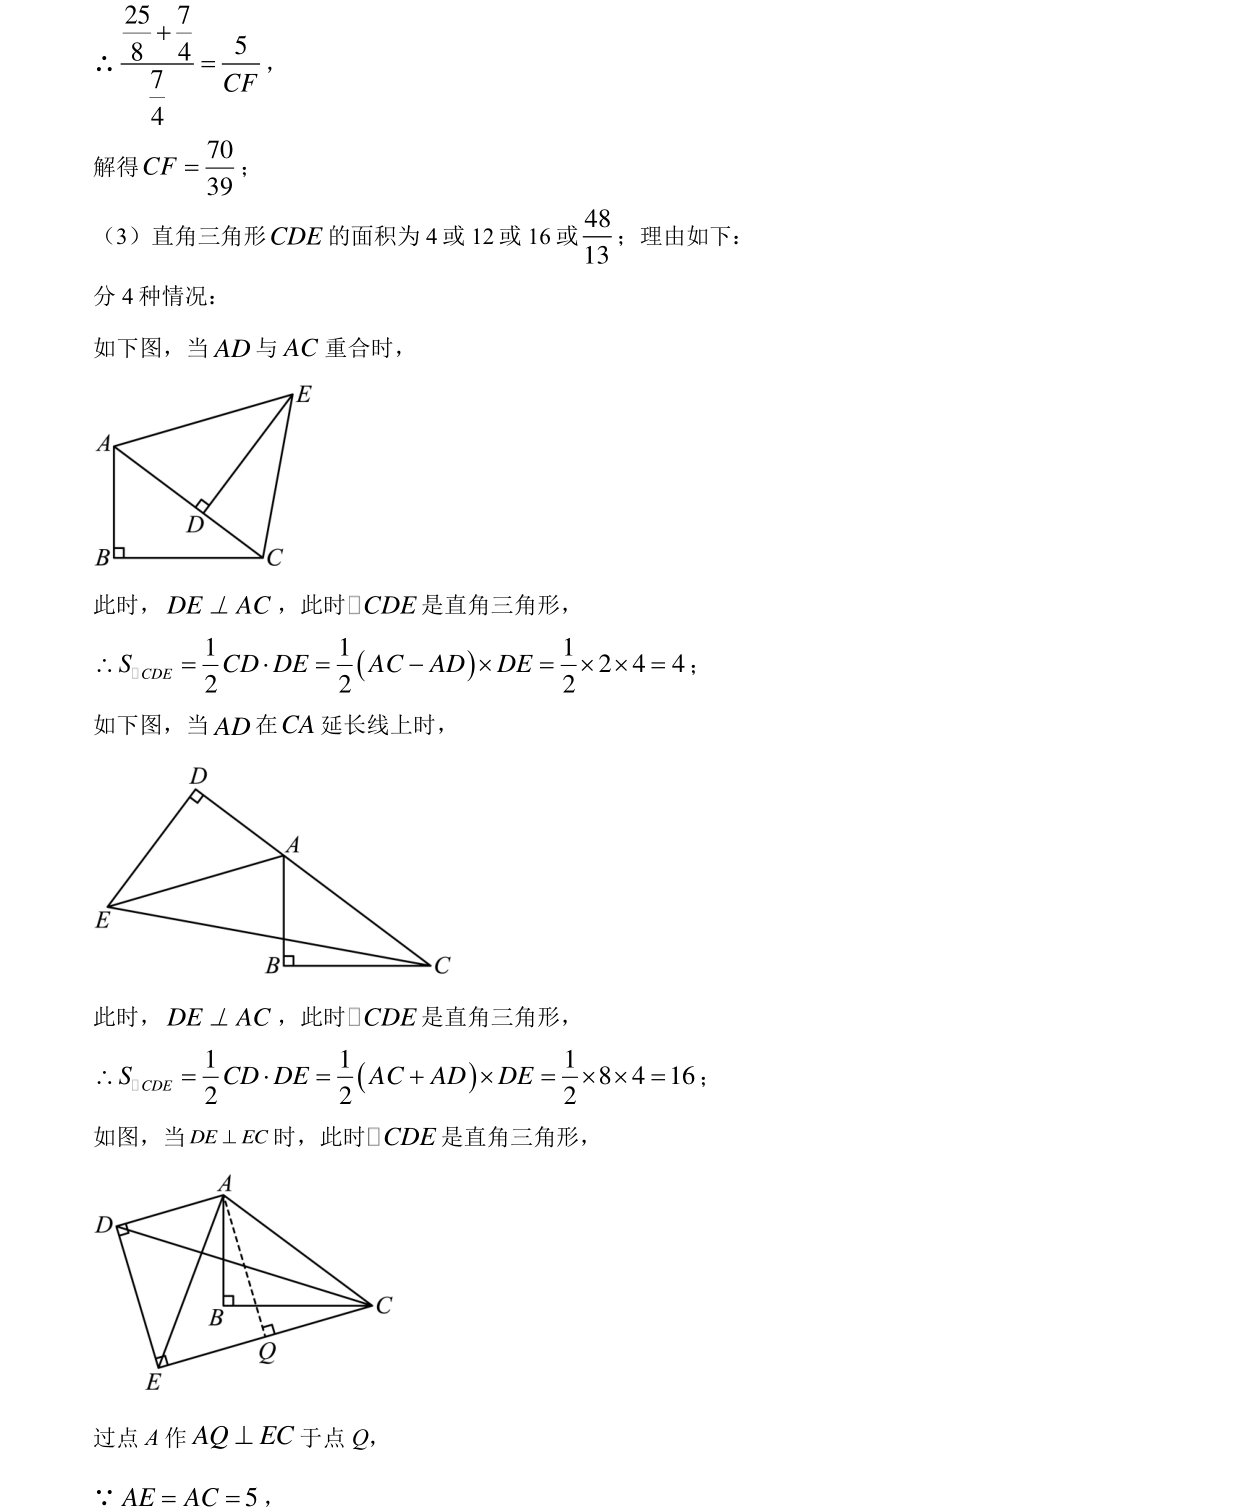 ∴ (25/8 + 7/4)/(7/4) = 5/CF，
解得 CF = 70/39；
（3）直角三角形 CDE 的面积为 4 或 12 或 16 或 48/13；理由如下：
分 4 种情况：
如下图，当 AD 与 AC 重合时，
E
A
D
B
C
此时， DE ⊥ AC ，此时□CDE 是直角三角形，
∴ S□CDE = 1/2 CD · DE = 1/2 (AC − AD) × DE = 1/2 × 2 × 4 = 4；
如下图，当 AD 在 CA 延长线上时，
D
A
E
B
C
此时， DE ⊥ AC ，此时□CDE 是直角三角形，
∴ S□CDE = 1/2 CD · DE = 1/2 (AC + AD) × DE = 1/2 × 8 × 4 = 16；
如图，当 DE ⊥ EC 时，此时□CDE 是直角三角形，
A
D
B
C
Q
E
过点 A 作 AQ ⊥ EC 于点 Q，
∵ AE = AC = 5，